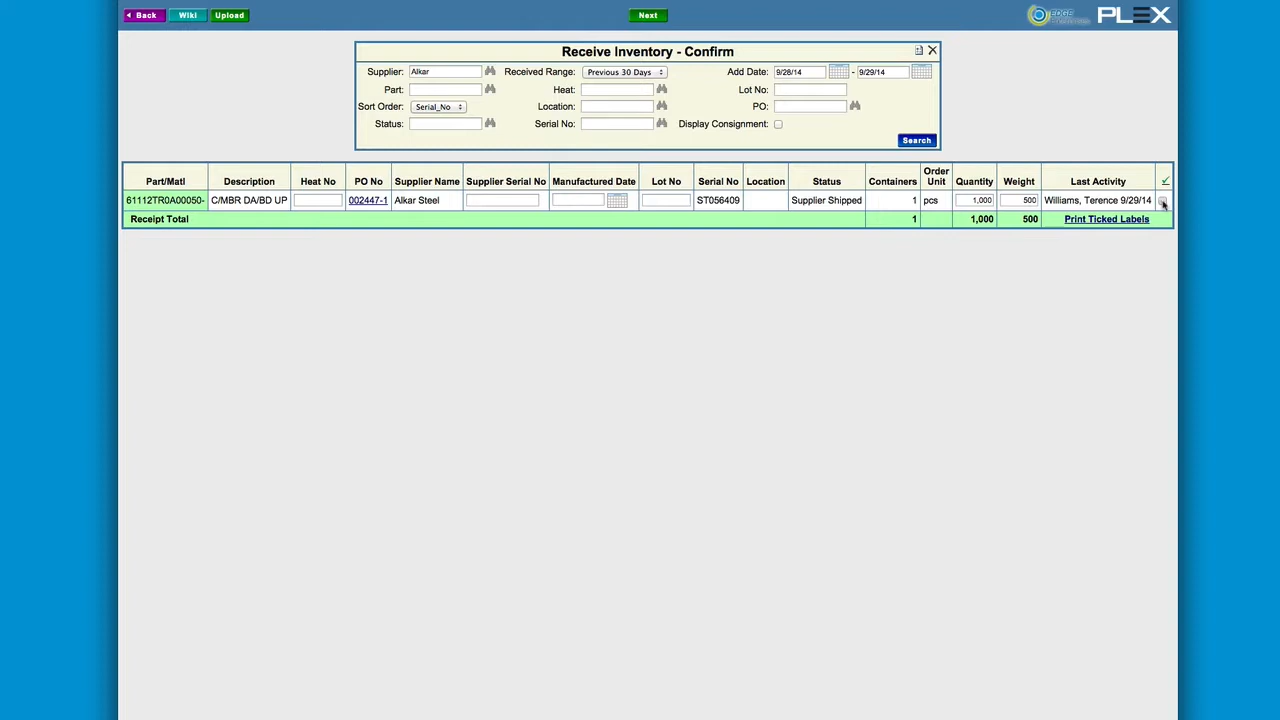 Back Wiki Upload Next EDGE PLEX
Receive Inventory - Confirm
Supplier: Alkar Received Range: Previous 30 Days Add Date: 9/28/14 - 9/29/14
Part: Heat: Lot No:
Sort Order: Serial_No Location: PO:
Status: Serial No: Display Consignment:
Search
Part/Matl Description Heat No PO No Supplier Name Supplier Serial No Manufactured Date Lot No Serial No Location Status Containers Order Unit Quantity Weight Last Activity
61112TR0A00050- C/MBR DA/BD UP 002447-1 Alkar Steel ST056409 Supplier Shipped 1 pcs 1,000 500 Williams, Terence 9/29/14
Receipt Total 1 1,000 500 Print Ticked Labels